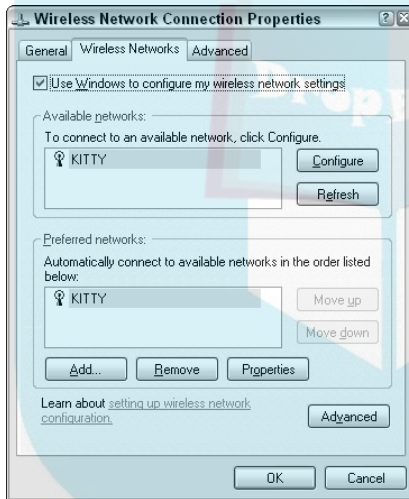 Wireless Network Connection Properties
General Wireless Networks Advanced
Use Windows to configure my wireless network settings
Available networks:
To connect to an available network, click Configure.
KITTY
Configure
Refresh
Preferred networks:
Automatically connect to available networks in the order listed
below:
KITTY
Move up
Move down
Add... Remove Properties
Learn about setting up wireless network
configuration.
Advanced
OK Cancel